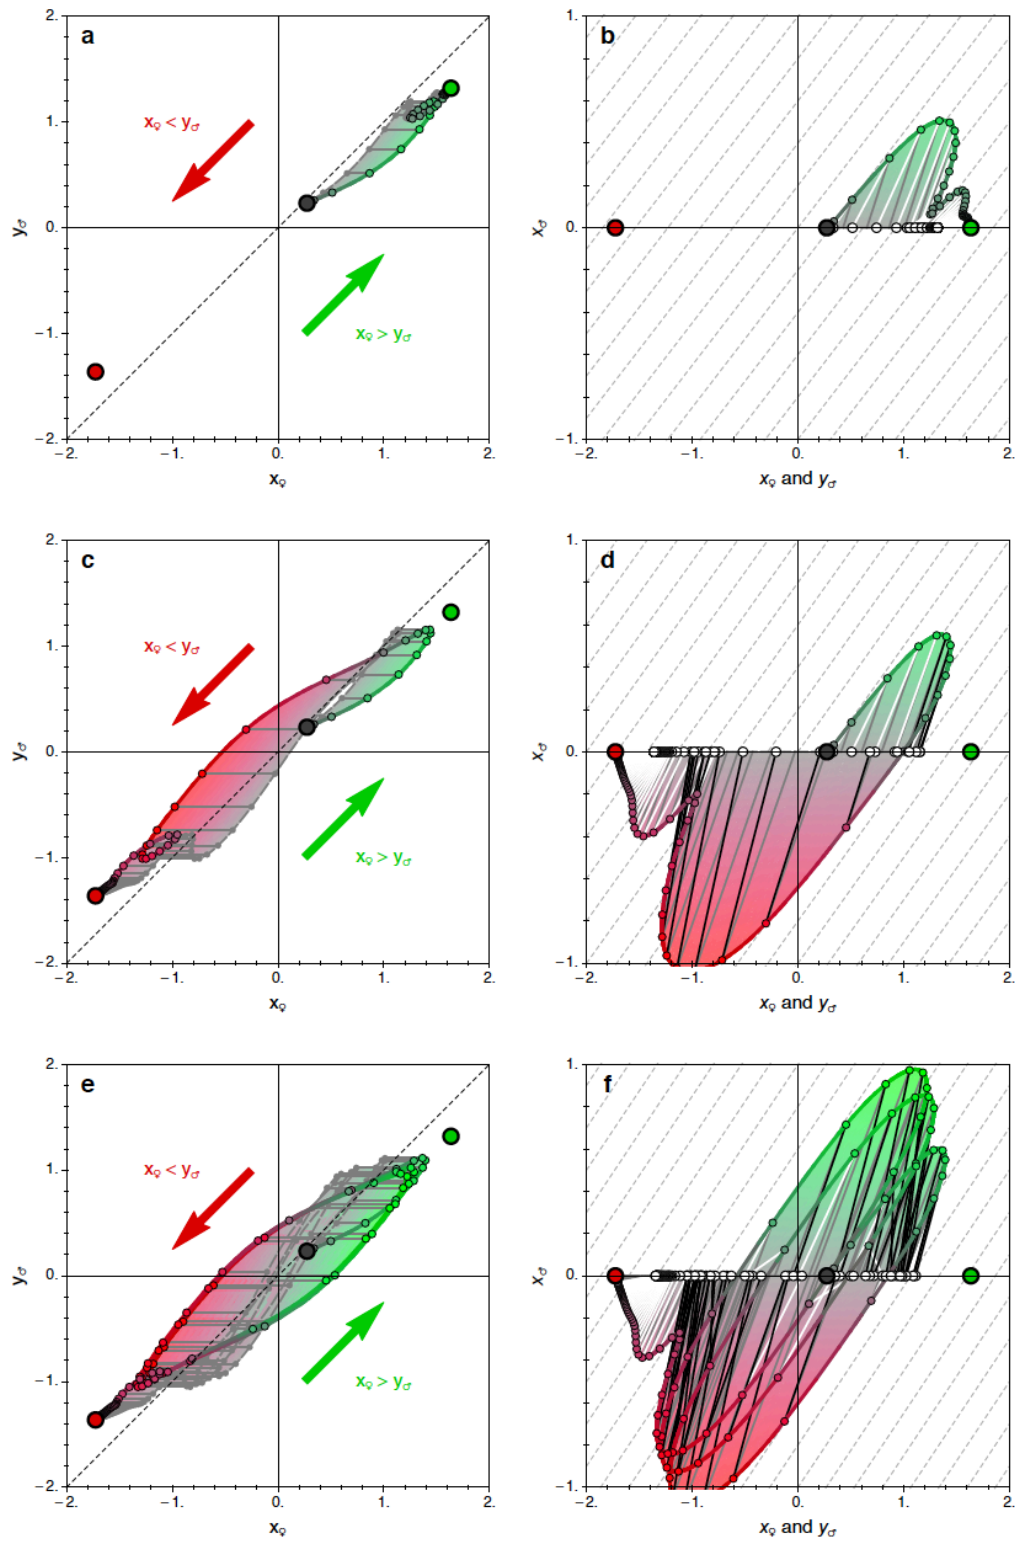 a
2.
1.
0.
−1.
−2.
y♂
x♀ < y♂
x♀ > y♂
−2. −1. 0. 1. 2.
x♀
b
1.
0.
−1.
x♂
−2. −1. 0. 1. 2.
x♀ and y♂
c
2.
1.
0.
−1.
−2.
y♂
x♀ < y♂
x♀ > y♂
−2. −1. 0. 1. 2.
x♀
d
1.
0.
−1.
x♂
−2. −1. 0. 1. 2.
x♀ and y♂
e
2.
1.
0.
−1.
−2.
y♂
x♀ < y♂
x♀ > y♂
−2. −1. 0. 1. 2.
x♀
f
1.
0.
−1.
x♂
−2. −1. 0. 1. 2.
x♀ and y♂